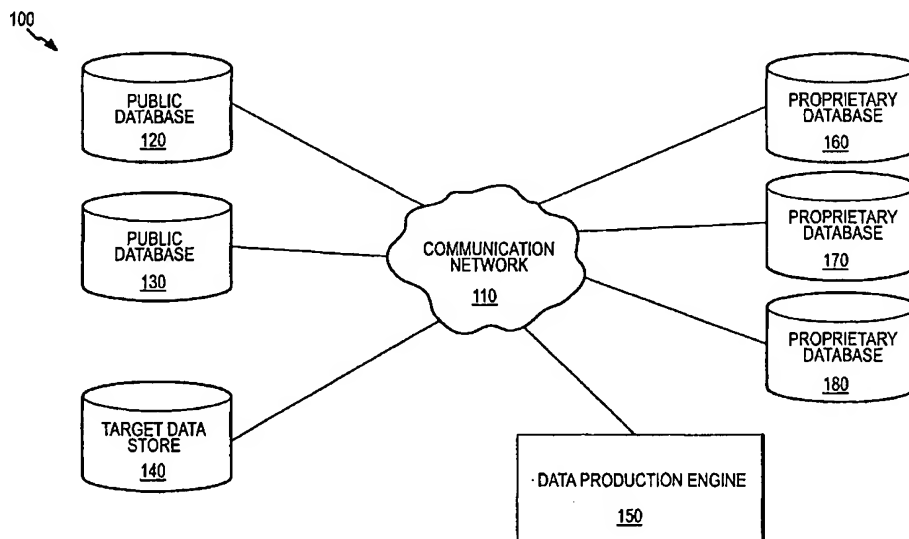 100
PUBLIC
DATABASE
120
PUBLIC
DATABASE
130
TARGET DATA
STORE
140
COMMUNICATION
NETWORK
110
PROPRIETARY
DATABASE
160
PROPRIETARY
DATABASE
170
PROPRIETARY
DATABASE
180
DATA PRODUCTION ENGINE
150